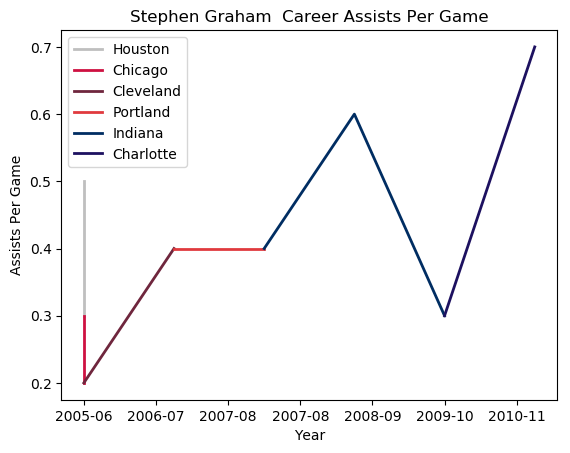 Stephen Graham  Career Assists Per Game
0.7
0.6
0.5
0.4
0.3
0.2
Assists Per Game
Houston
Chicago
Cleveland
Portland
Indiana
Charlotte
2005-06 2006-07 2007-08 2007-08 2008-09 2009-10 2010-11
Year